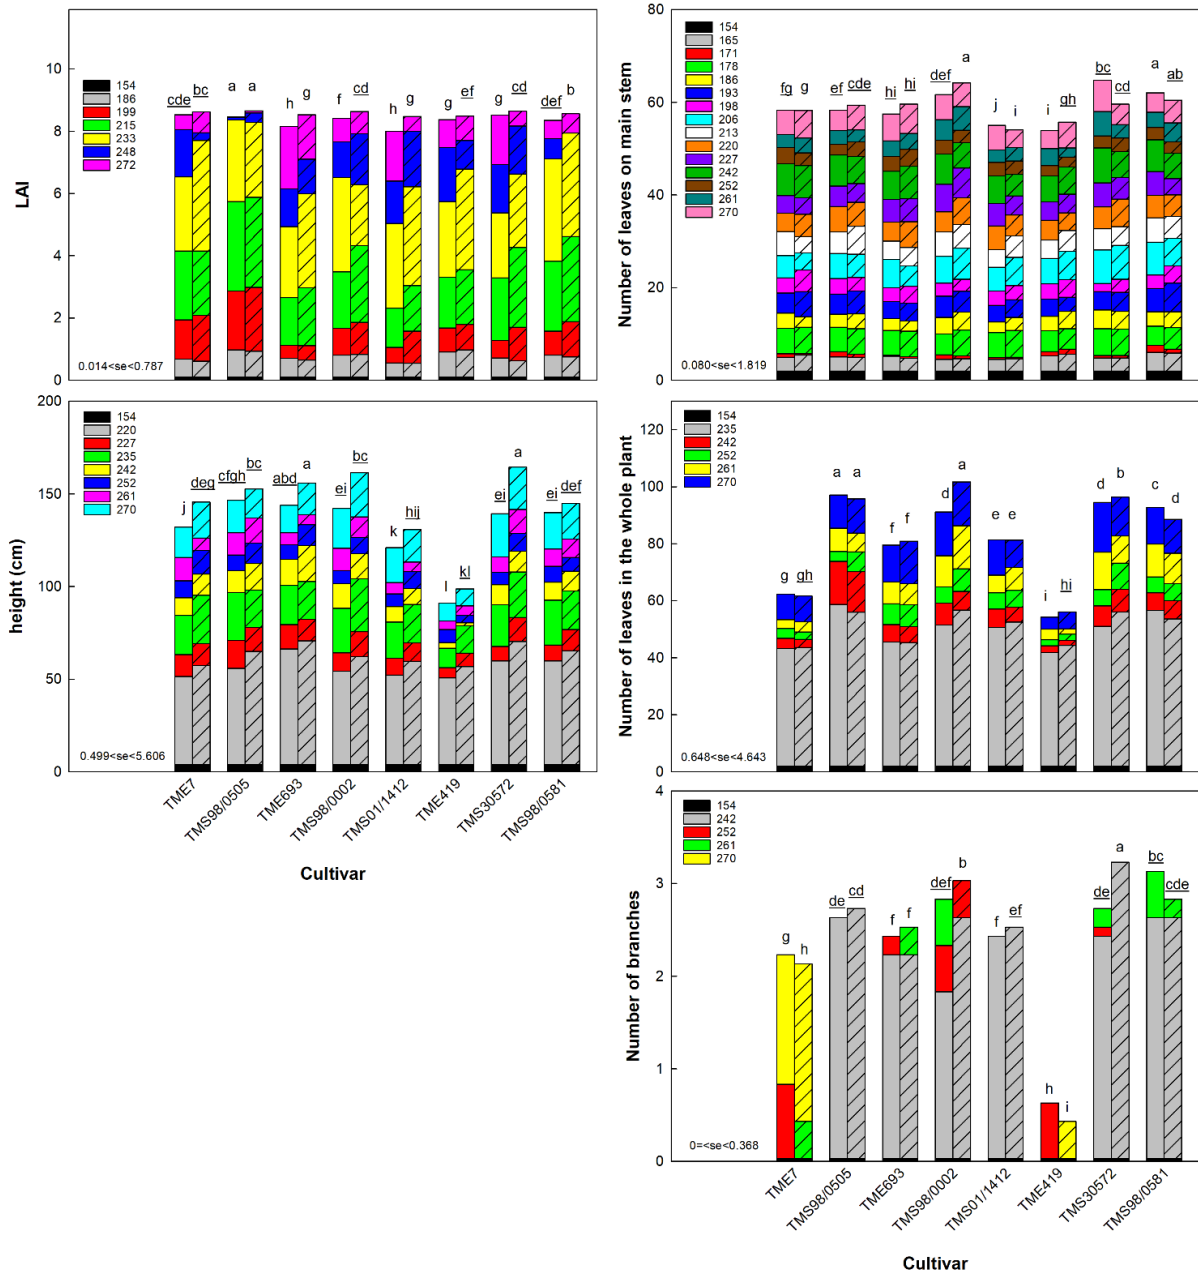 LAI
10
8
6
4
2
0
154
186
199
215
233
248
272
cde bc a a h g f cd h g g ef g cd def b
0.014<se<0.787
Number of leaves on main stem
80
60
40
20
0
154
165
171
178
186
193
198
206
213
220
227
242
252
261
270
fg g ef cde hi hi def a j i i gh bc cd a ab
0.080<se<1.819
height (cm)
200
150
100
50
0
154
220
227
235
242
252
261
270
j deg cfgh bc abd a ei bc k hij l kl ei a ei def
0.499<se<5.606
TME7
TMS98/0505
TME693
TMS98/0002
TMS01/1412
TME419
TMS30572
TMS98/0581
Cultivar
Number of leaves in the whole plant
120
100
80
60
40
20
0
154
235
242
252
261
270
g gh a a f f d a e e i hi d b c d
0.648<se<4.643
Number of branches
4
3
2
1
0
154
242
252
261
270
g h de cd f f def b f ef h i de a bc cde
0=<se<0.368
TME7
TMS98/0505
TME693
TMS98/0002
TMS01/1412
TME419
TMS30572
TMS98/0581
Cultivar